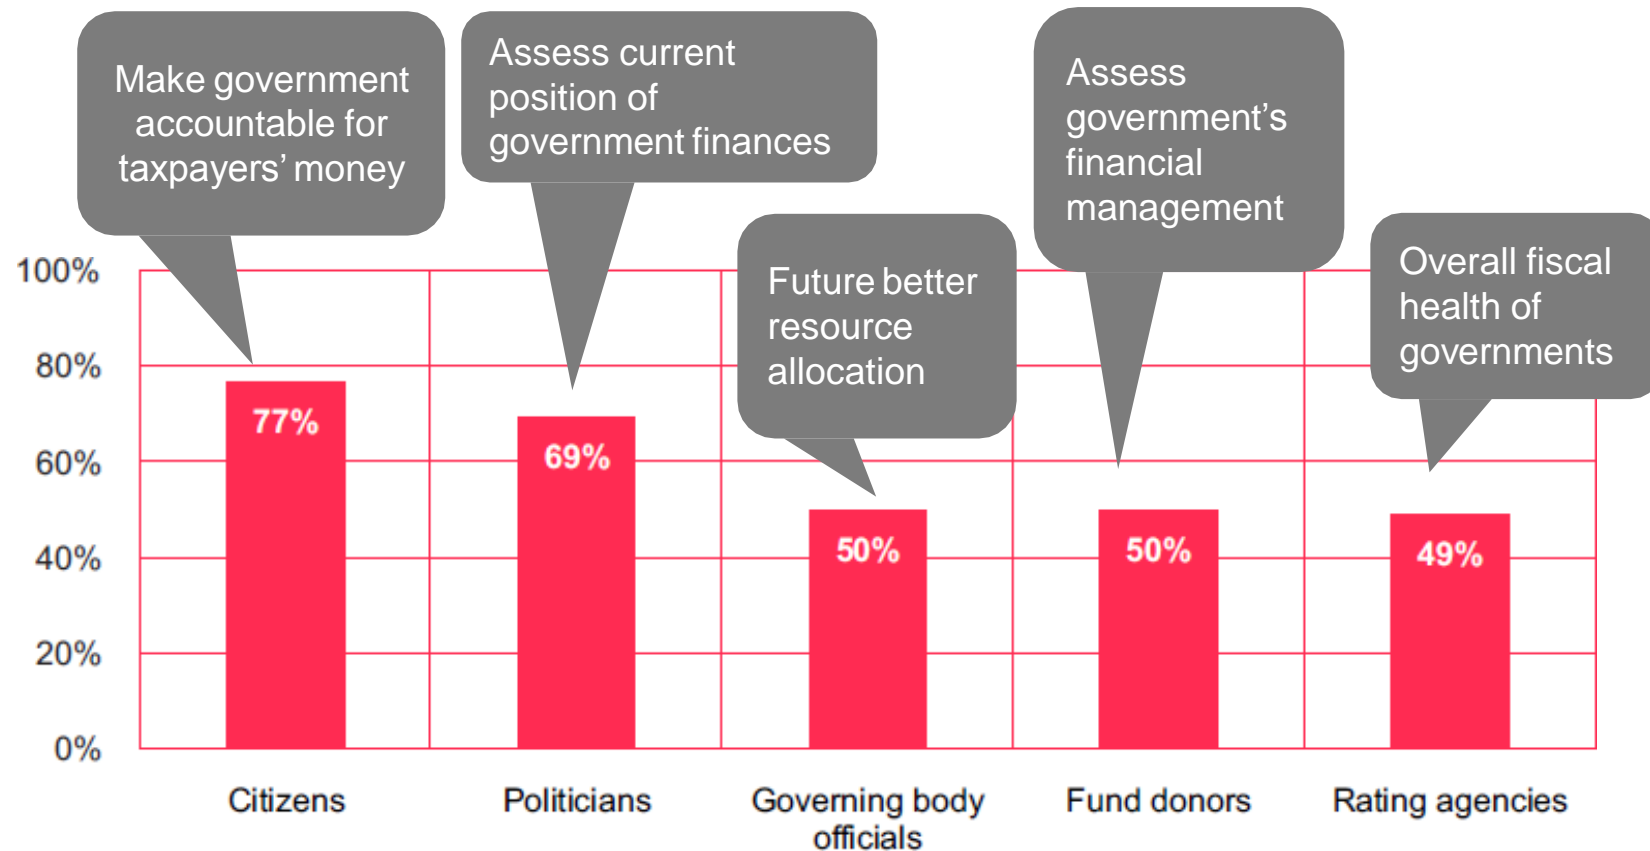 Make government
accountable for
taxpayers’ money
Assess current
position of
government finances
Future better
resource
allocation
Assess
government’s
financial
management
Overall fiscal
health of
governments
100%
80%
60%
40%
20%
0%
77%
69%
50%
50%
49%
Citizens
Politicians
Governing body
officials
Fund donors
Rating agencies